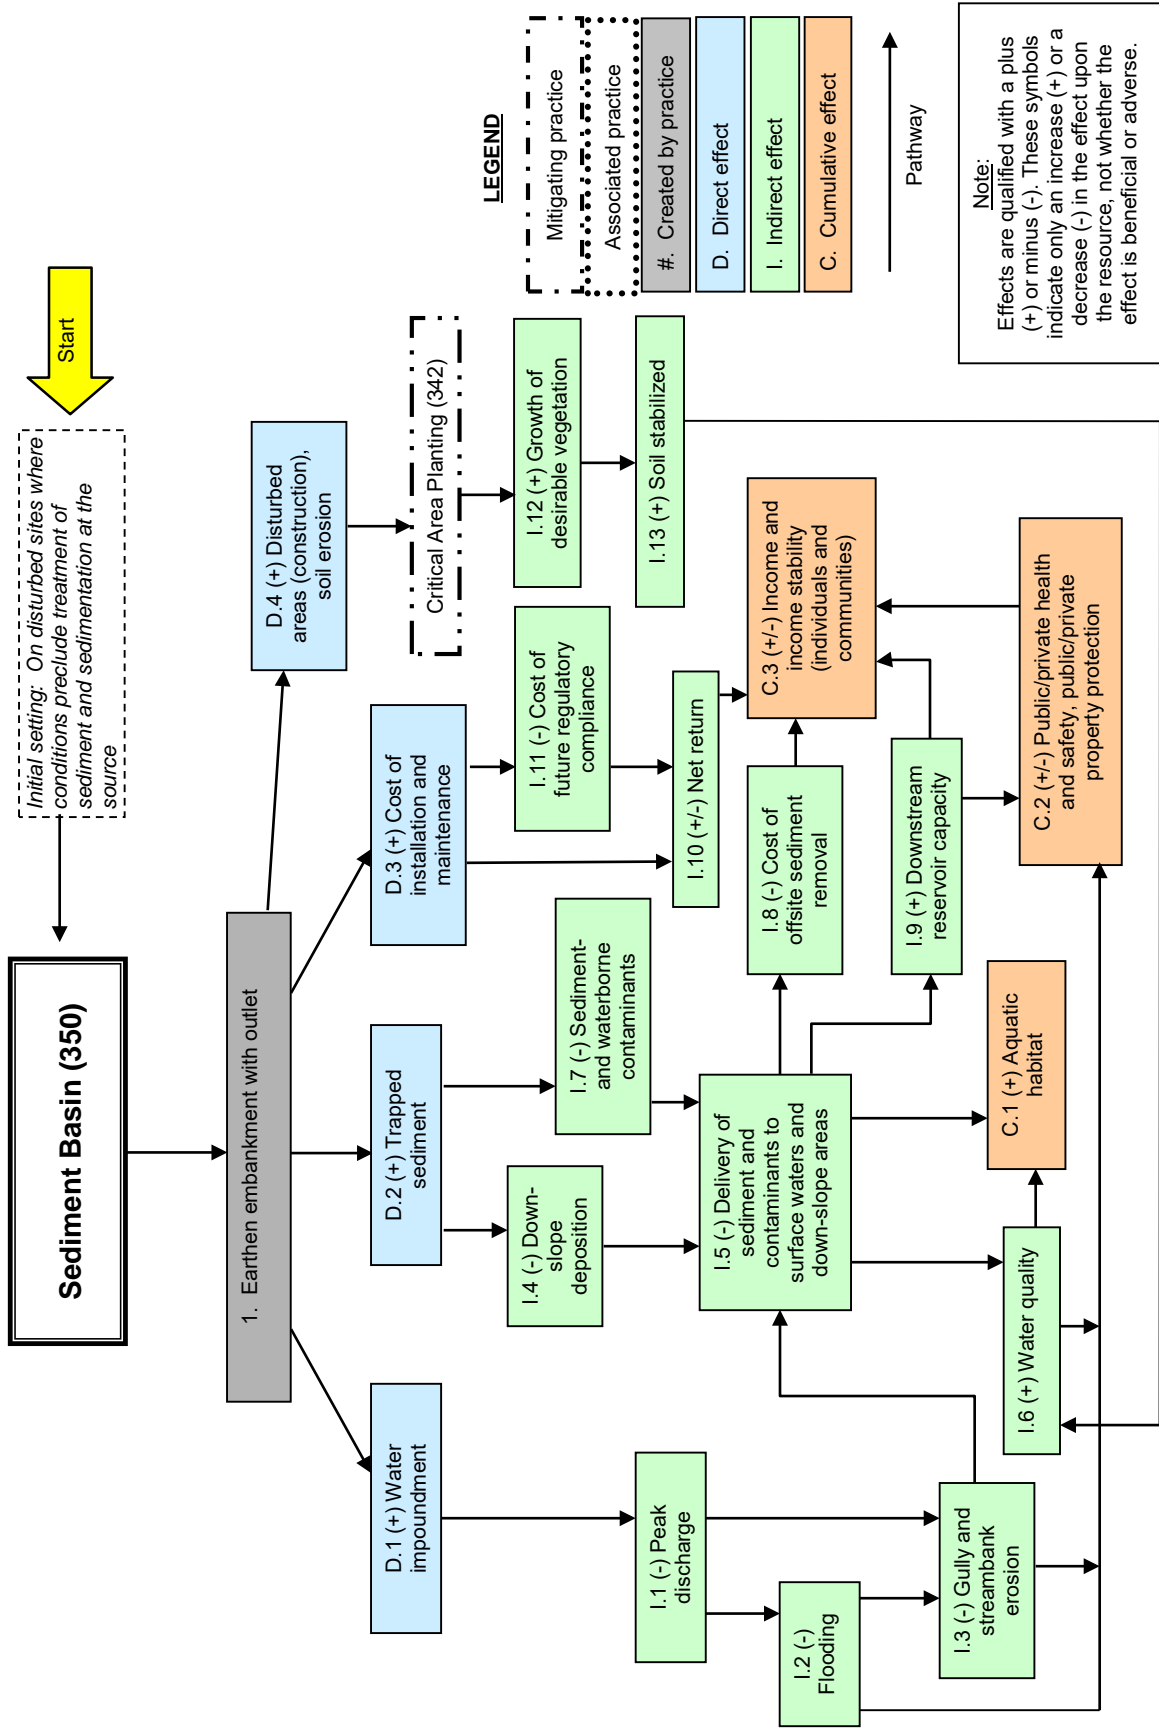 Initial setting:  On disturbed sites where
conditions preclude treatment of
sediment and sedimentation at the
source
Start
Sediment Basin (350)
1.  Earthen embankment with outlet
D.1 (+) Water
impoundment
D.2 (+) Trapped
sediment
D.3 (+) Cost of
installation and
maintenance
D.4 (+) Disturbed
areas (construction),
soil erosion
Critical Area Planting (342)
I.4 (-) Down-
slope
deposition
I.7 (-) Sediment-
and waterborne
contaminants
I.11 (-) Cost of
future regulatory
compliance
I.12 (+) Growth of
desirable vegetation
I.1 (-) Peak
discharge
I.10 (+/-) Net return
I.13 (+) Soil stabilized
I.5 (-) Delivery of
sediment and
contaminants to
surface waters and
down-slope areas
I.2 (-)
Flooding
I.8 (-) Cost of
offsite sediment
removal
C.3 (+/-) Income and
income stability
(individuals and
communities)
I.3 (-) Gully and
streambank
erosion
I.9 (+) Downstream
reservoir capacity
I.6 (+) Water quality
C.1 (+) Aquatic
habitat
C.2 (+/-) Public/private health
and safety, public/private
property protection
LEGEND
Mitigating practice
Associated practice
#.  Created by practice
D.  Direct effect
I.  Indirect effect
C.  Cumulative effect
Pathway
Note:
Effects are qualified with a plus
(+) or minus (-). These symbols
indicate only an increase (+) or a
decrease (-) in the effect upon
the resource, not whether the
effect is beneficial or adverse.